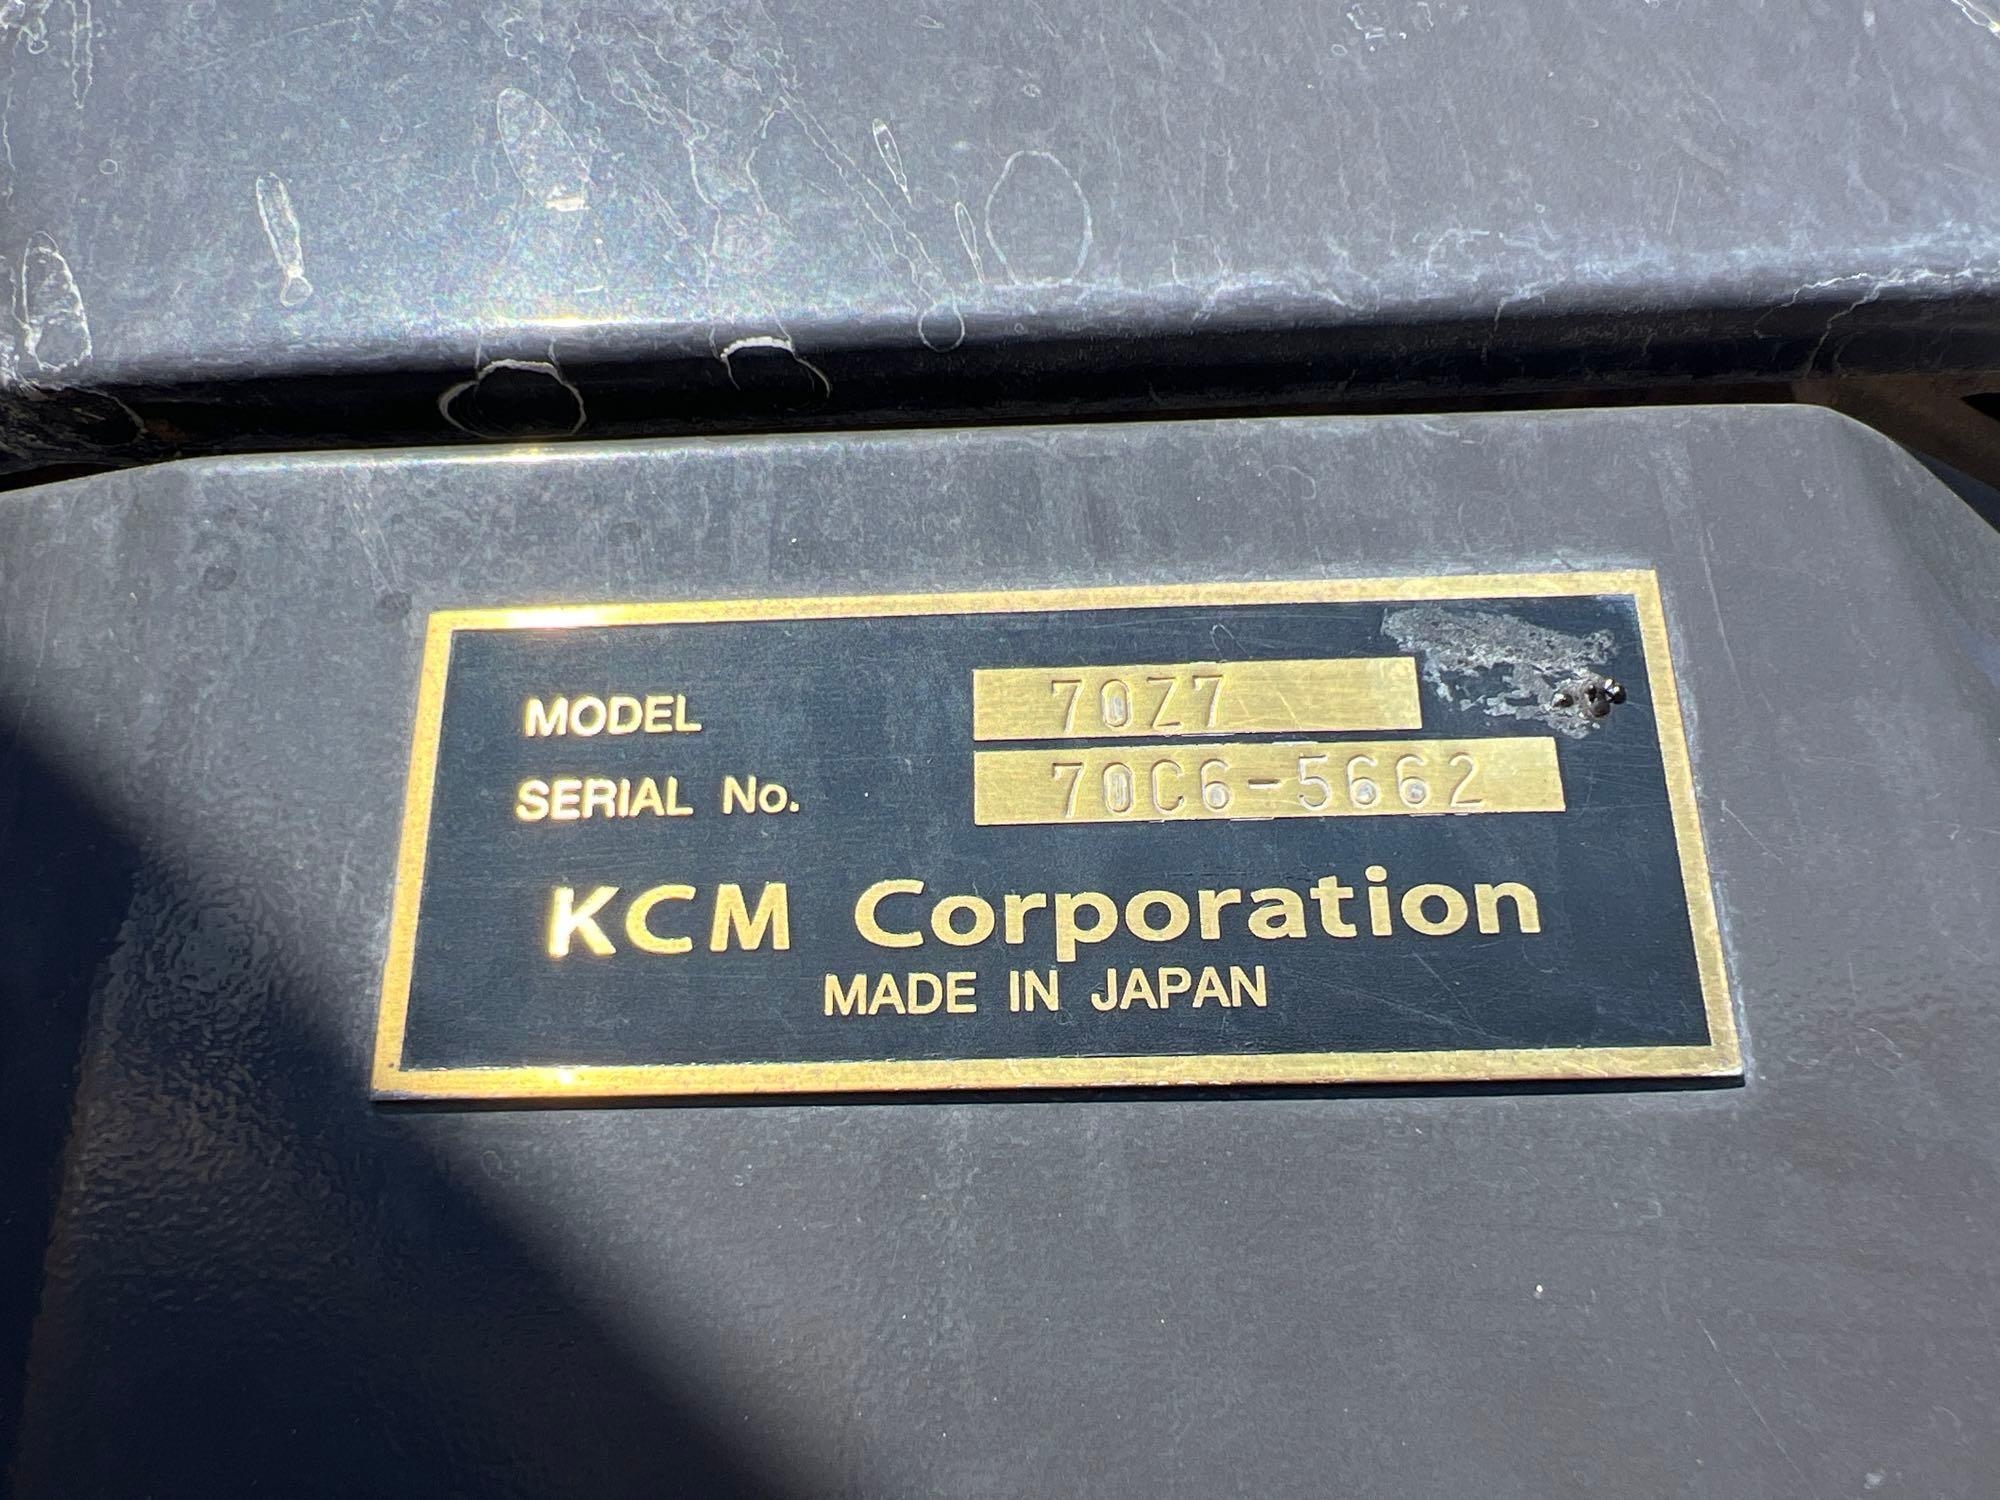 MODEL 70Z7
SERIAL No. 70C6-5662
KCM Corporation
MADE IN JAPAN